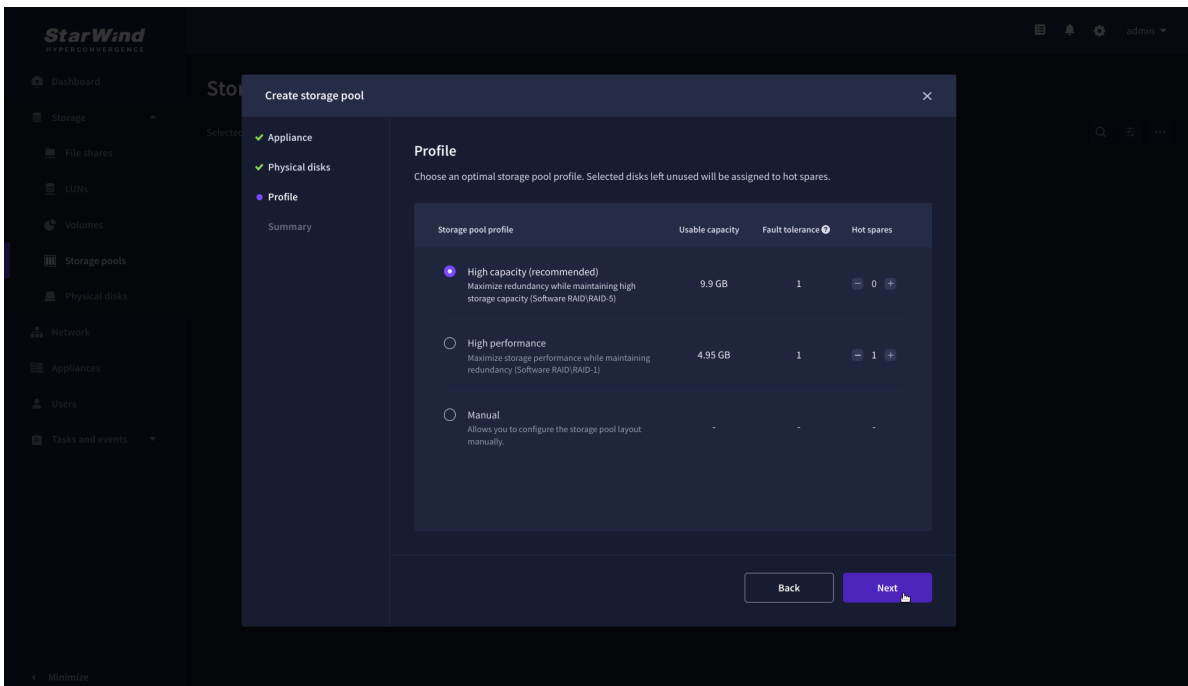 StarWind
HYPERCONVERGENCE
admin
Dashboard
Storage
File shares
LUNs
Volumes
Storage pools
Physical disks
Network
Appliances
Users
Tasks and events
Minimize
Stor
Selected
Create storage pool
Appliance
Physical disks
Profile
Summary
Profile
Choose an optimal storage pool profile. Selected disks left unused will be assigned to hot spares.
Storage pool profile Usable capacity Fault tolerance Hot spares
High capacity (recommended)
Maximize redundancy while maintaining high
storage capacity (Software RAID\RAID-5)
9.9 GB 1 − 0 +
High performance
Maximize storage performance while maintaining
redundancy (Software RAID\RAID-1)
4.95 GB 1 − 1 +
Manual
Allows you to configure the storage pool layout
manually.
- - -
Back
Next